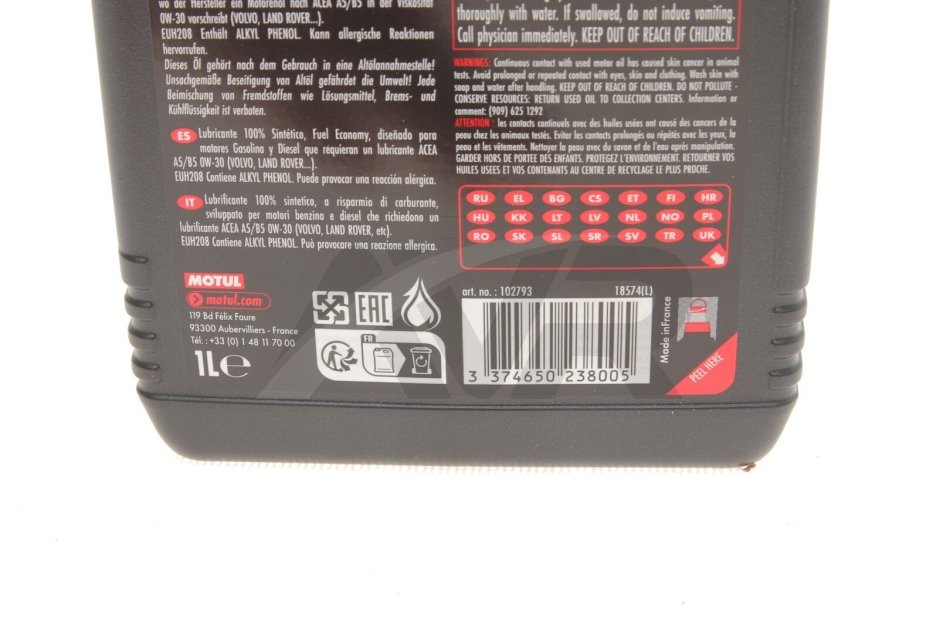 wo der Hersteller ein Motorenöl nach ACEA A5/B5 in der Viskosität
0W-30 vorschreibt (VOLVO, LAND ROVER...).
EUH208 Enthält ALKYL PHENOL. Kann allergische Reaktionen
hervorrufen.
Dieses Öl gehört nach dem Gebrauch in eine Altölannahmestelle!
Unsachgemäße Beseitigung von Altöl gefährdet die Umwelt! Jede
Beimischung von Fremdstoffen wie Lösungsmittel, Brems- und
Kühlflüssigkeit ist verboten.
ES Lubricante 100% Sintético, Fuel Economy, diseñado para
motores Gasolina y Diesel que requieran un lubricante ACEA
A5/B5 0W-30 (VOLVO, LAND ROVER...).
EUH208 Contiene ALKYL PHENOL. Puede provocar una reacción alérgica.
IT Lubrificante 100% sintetico, a risparmio di carburante,
sviluppato per motori benzina e diesel che richiedono un
lubrificante ACEA A5/B5 0W-30 (VOLVO, LAND ROVER, etc).
EUH208 Contiene ALKYL PHENOL. Può provocare una reazione allergica.
MOTUL
motul.com
119 Bd Félix Faure
93300 Aubervilliers - France
Tél. : +33 (0) 1 48 11 70 00
1L e
EAC
FR
thoroughly with water. If swallowed, do not induce vomiting.
Call physician immediately. KEEP OUT OF REACH OF CHILDREN.
WARNINGS: Continuous contact with used motor oil has caused skin cancer in animal
tests. Avoid prolonged or repeated contact with eyes, skin and clothing. Wash skin with
soap and water after handling. KEEP OUT OF REACH OF CHILDREN. DO NOT POLLUTE -
CONSERVE RESOURCES: RETURN USED OIL TO COLLECTION CENTERS. Information or
comment: (909) 625 1292
ATTENTION : les contacts continuels avec des huiles usées ont causé des cancers de la
peau chez les animaux testés. Eviter les contacts prolongés ou répétés avec les yeux, la
peau et les vêtements. Nettoyer la peau avec du savon et de l'eau après manipulation.
GARDER HORS DE PORTEE DES ENFANTS. PROTEGEZ L'ENVIRONNEMENT. RETOURNER VOS
HUILES USEES ET VOS CONTENANTS AU CENTRE DE RECYCLAGE LE PLUS PROCHE.
RU EL BG CS ET FI HR
HU KK LT LV NL NO PL
RO SK SL SR SV TR UK
art. no. : 102793 18574(L)
3 374650 238005
Made in France
PEEL HERE
AVR